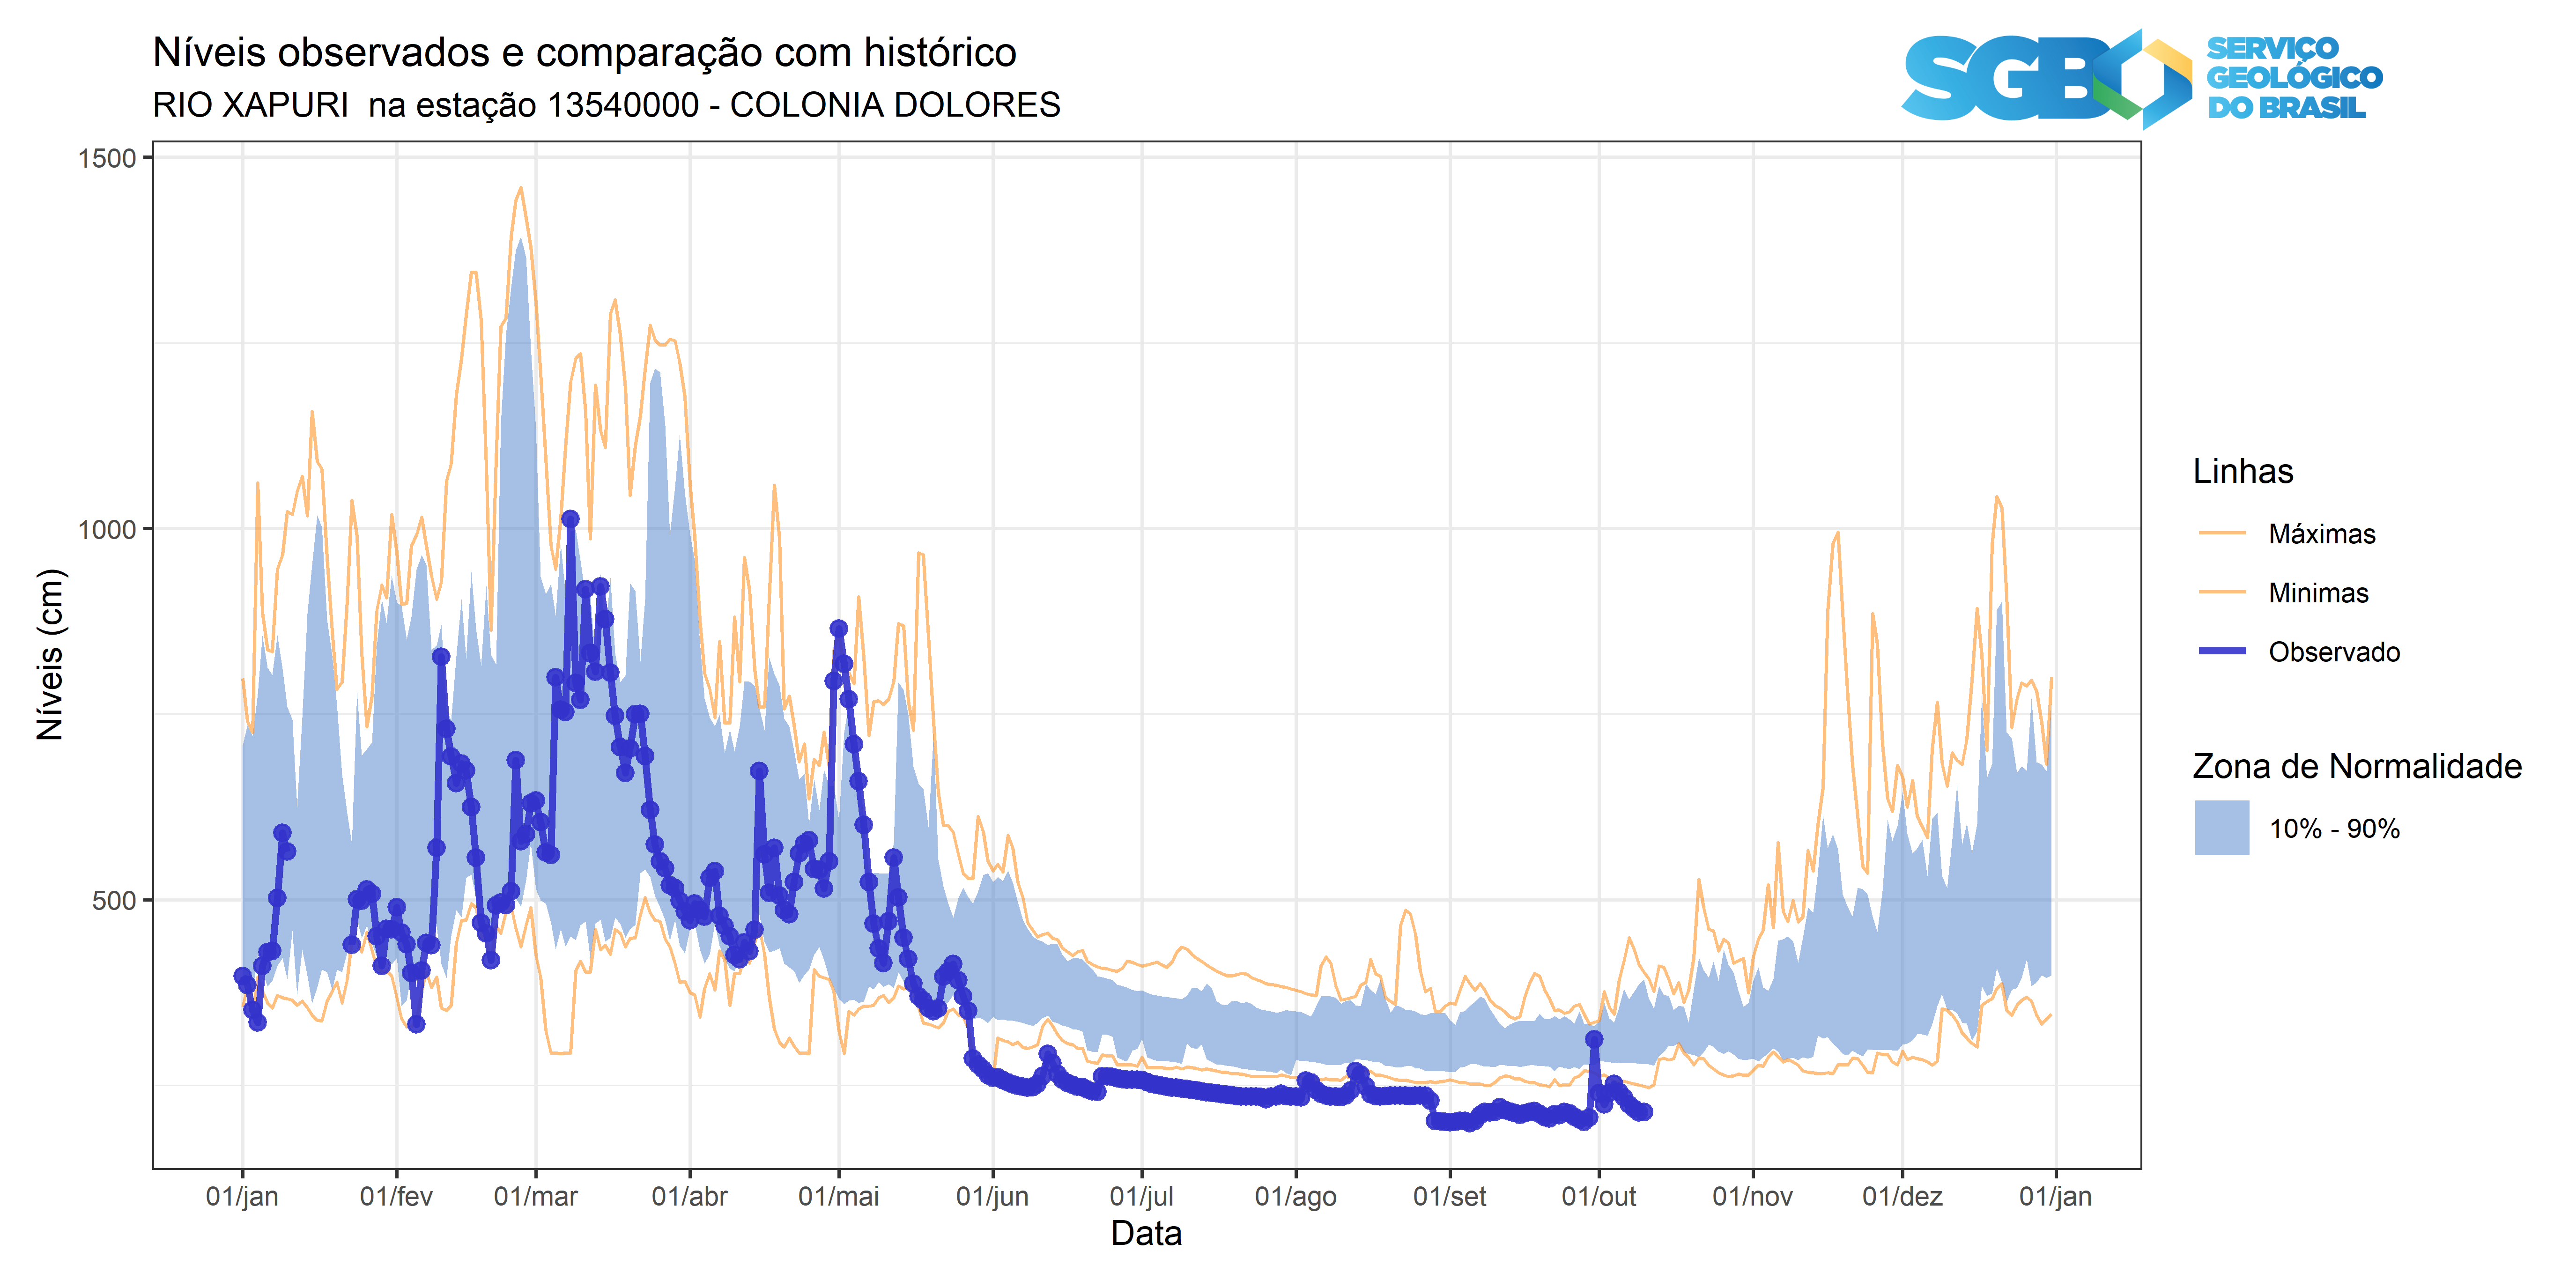 Níveis observados e comparação com histórico
RIO XAPURI na estação 13540000 - COLONIA DOLORES
SGB
SERVIÇO
GEOLÓGICO
DO BRASIL
1500
1000
500
Níveis (cm)
01/jan 01/fev 01/mar 01/abr 01/mai 01/jun 01/jul 01/ago 01/set 01/out 01/nov 01/dez 01/jan
Data
Linhas
Máximas
Minimas
Observado
Zona de Normalidade
10% - 90%